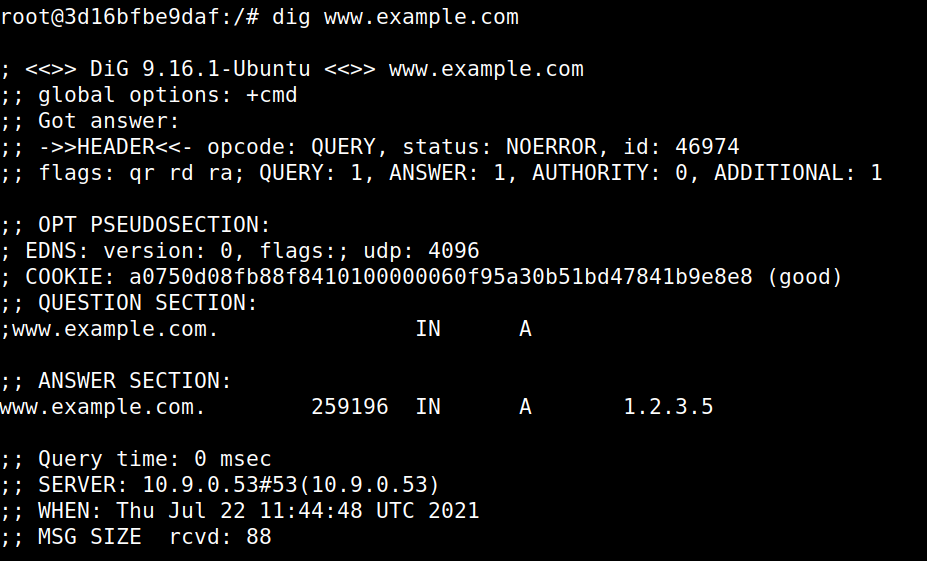 root@3d16bfbe9daf:/# dig www.example.com
; <<>> DiG 9.16.1-Ubuntu <<>> www.example.com
;; global options: +cmd
;; Got answer:
;; ->>HEADER<<- opcode: QUERY, status: NOERROR, id: 46974
;; flags: qr rd ra; QUERY: 1, ANSWER: 1, AUTHORITY: 0, ADDITIONAL: 1
;; OPT PSEUDOSECTION:
; EDNS: version: 0, flags:; udp: 4096
; COOKIE: a0750d08fb88f8410100000060f95a30b51bd47841b9e8e8 (good)
;; QUESTION SECTION:
;www.example.com. IN A
;; ANSWER SECTION:
www.example.com. 259196 IN A 1.2.3.5
;; Query time: 0 msec
;; SERVER: 10.9.0.53#53(10.9.0.53)
;; WHEN: Thu Jul 22 11:44:48 UTC 2021
;; MSG SIZE rcvd: 88